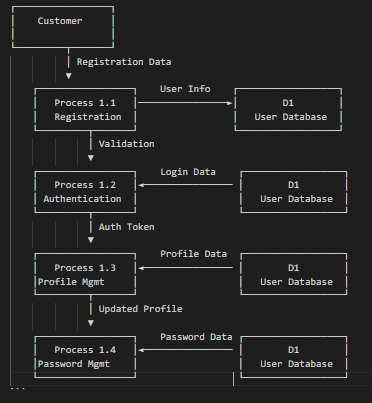 Customer
Registration Data
User Info
Process 1.1 D1
Registration User Database
Validation
Login Data
Process 1.2 D1
Authentication User Database
Auth Token
Profile Data
Process 1.3 D1
Profile Mgmt User Database
Updated Profile
Password Data
Process 1.4 D1
Password Mgmt User Database
```